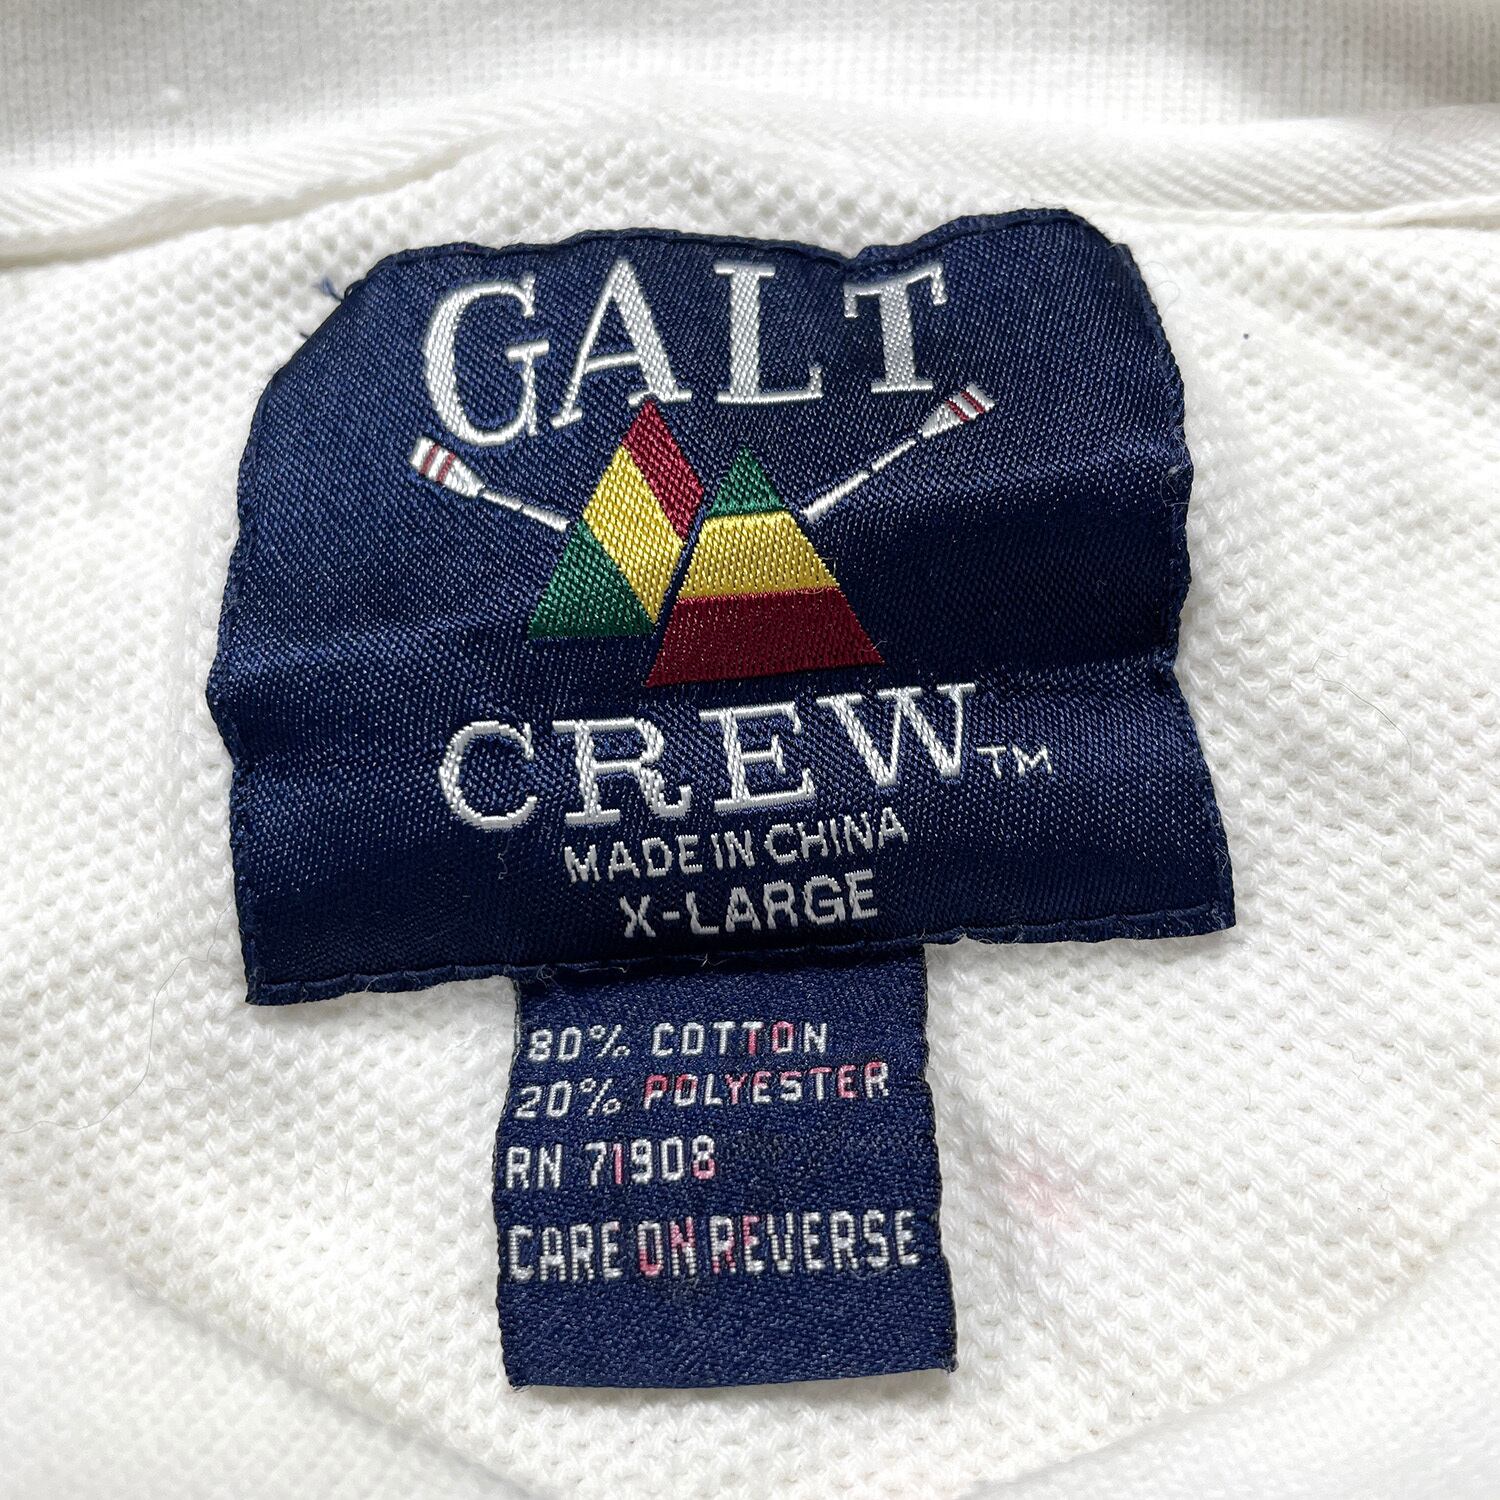 GALT
CREW™
MADE IN CHINA
X-LARGE
80% COTTON
20% POLYESTER
RN 71908
CARE ON REVERSE